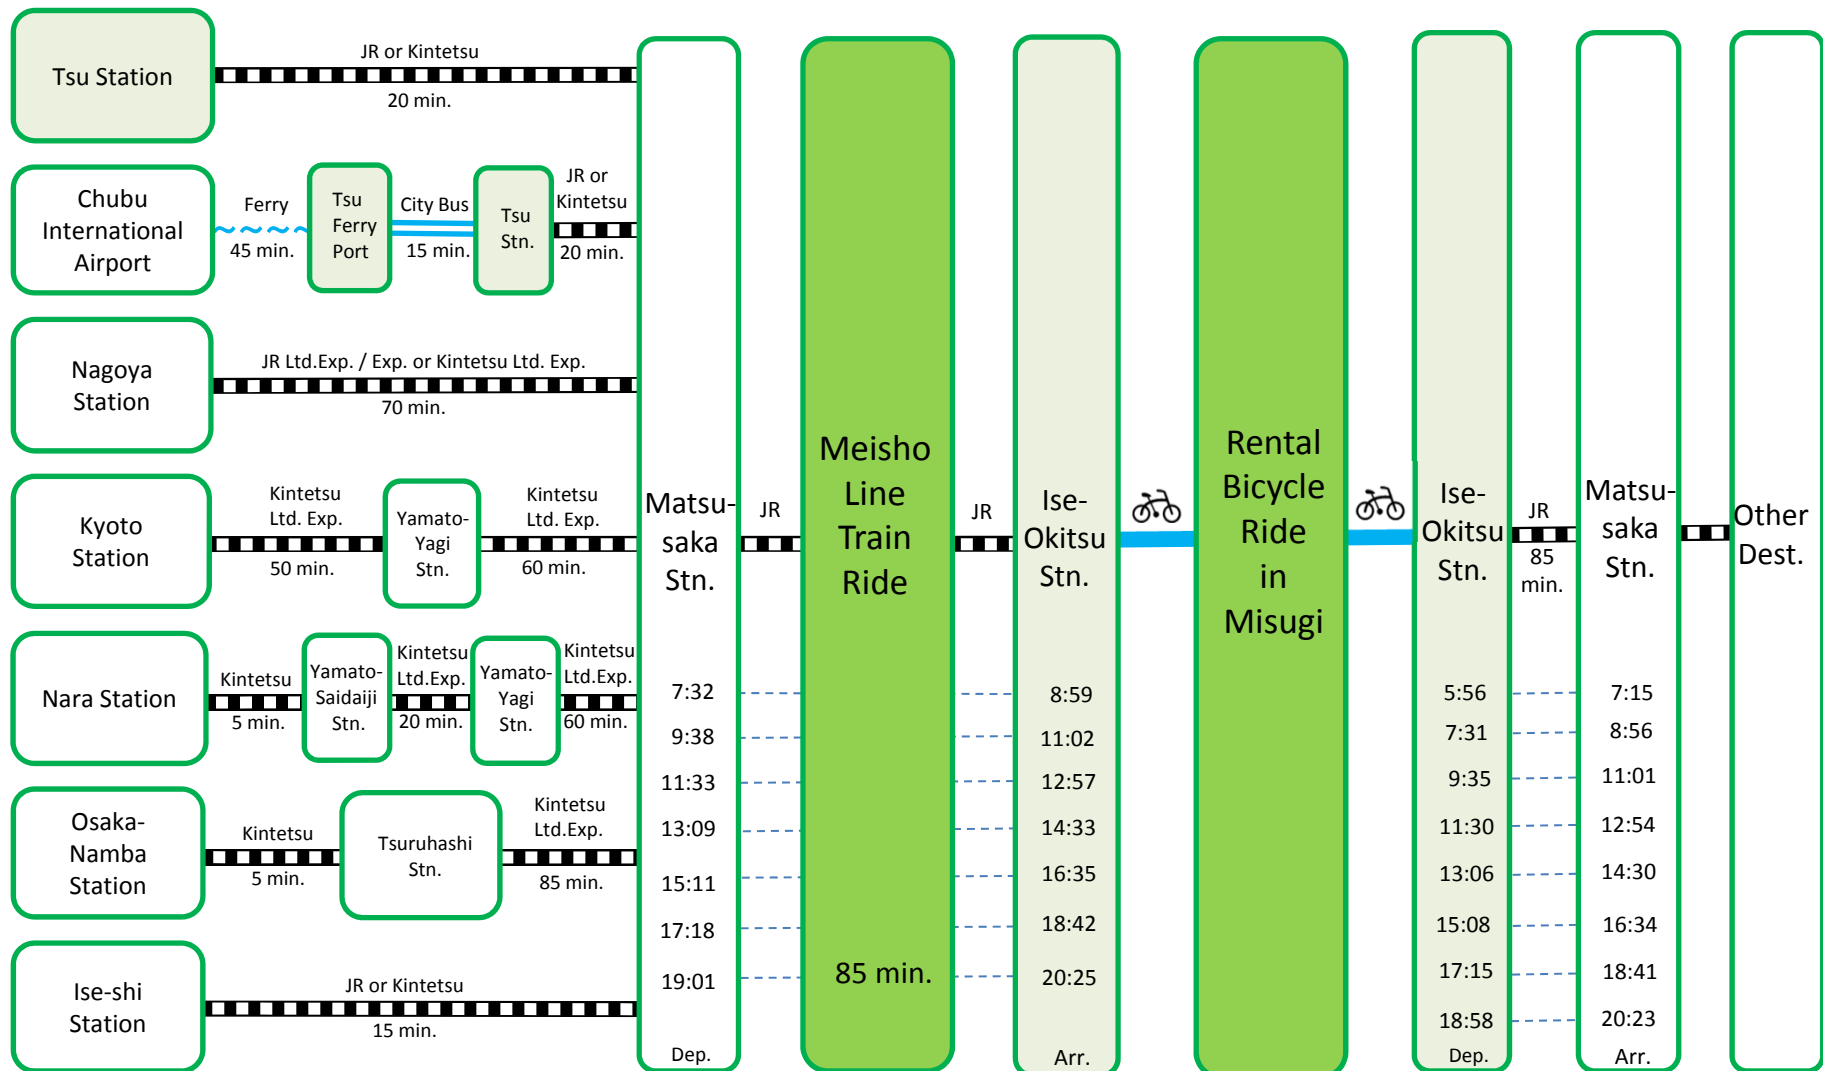 Tsu Station
JR or Kintetsu
20 min.
Chubu
International
Airport
Ferry
45 min.
Tsu
Ferry
Port
City Bus
15 min.
Tsu
Stn.
JR or
Kintetsu
20 min.
Nagoya
Station
JR Ltd.Exp. / Exp. or Kintetsu Ltd. Exp.
70 min.
Kyoto
Station
Kintetsu
Ltd. Exp.
50 min.
Yamato-
Yagi
Stn.
Kintetsu
Ltd. Exp.
60 min.
Nara Station
Kintetsu
5 min.
Yamato-
Saidaiji
Stn.
Kintetsu
Ltd.Exp.
20 min.
Yamato-
Yagi
Stn.
Kintetsu
Ltd.Exp.
60 min.
Osaka-
Namba
Station
Kintetsu
5 min.
Tsuruhashi
Stn.
Kintetsu
Ltd.Exp.
85 min.
Ise-shi
Station
JR or Kintetsu
15 min.
Matsu-
saka
Stn.
7:32
9:38
11:33
13:09
15:11
17:18
19:01
Dep.
JR
Meisho
Line
Train
Ride
85 min.
JR
Ise-
Okitsu
Stn.
8:59
11:02
12:57
14:33
16:35
18:42
20:25
Arr.
Rental
Bicycle
Ride
in
Misugi
Ise-
Okitsu
Stn.
5:56
7:31
9:35
11:30
13:06
15:08
17:15
18:58
Dep.
JR
85
min.
Matsu-
saka
Stn.
7:15
8:56
11:01
12:54
14:30
16:34
18:41
20:23
Arr.
Other
Dest.